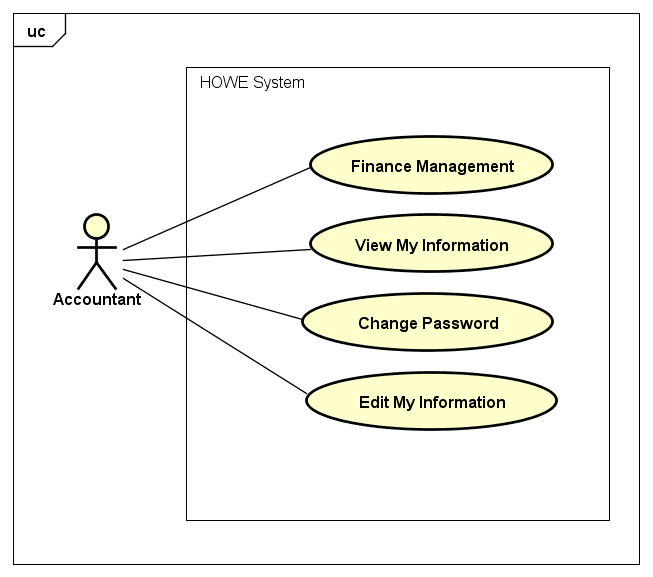 uc
HOWE System
Finance Management
View My Information
Accountant
Change Password
Edit My Information